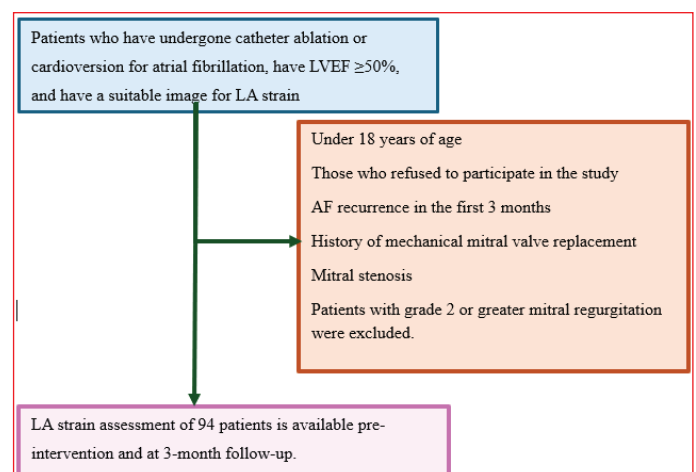 Patients who have undergone catheter ablation or
cardioversion for atrial fibrillation, have LVEF ≥50%,
and have a suitable image for LA strain
Under 18 years of age
Those who refused to participate in the study
AF recurrence in the first 3 months
History of mechanical mitral valve replacement
Mitral stenosis
Patients with grade 2 or greater mitral regurgitation
were excluded.
LA strain assessment of 94 patients is available pre-
intervention and at 3-month follow-up.